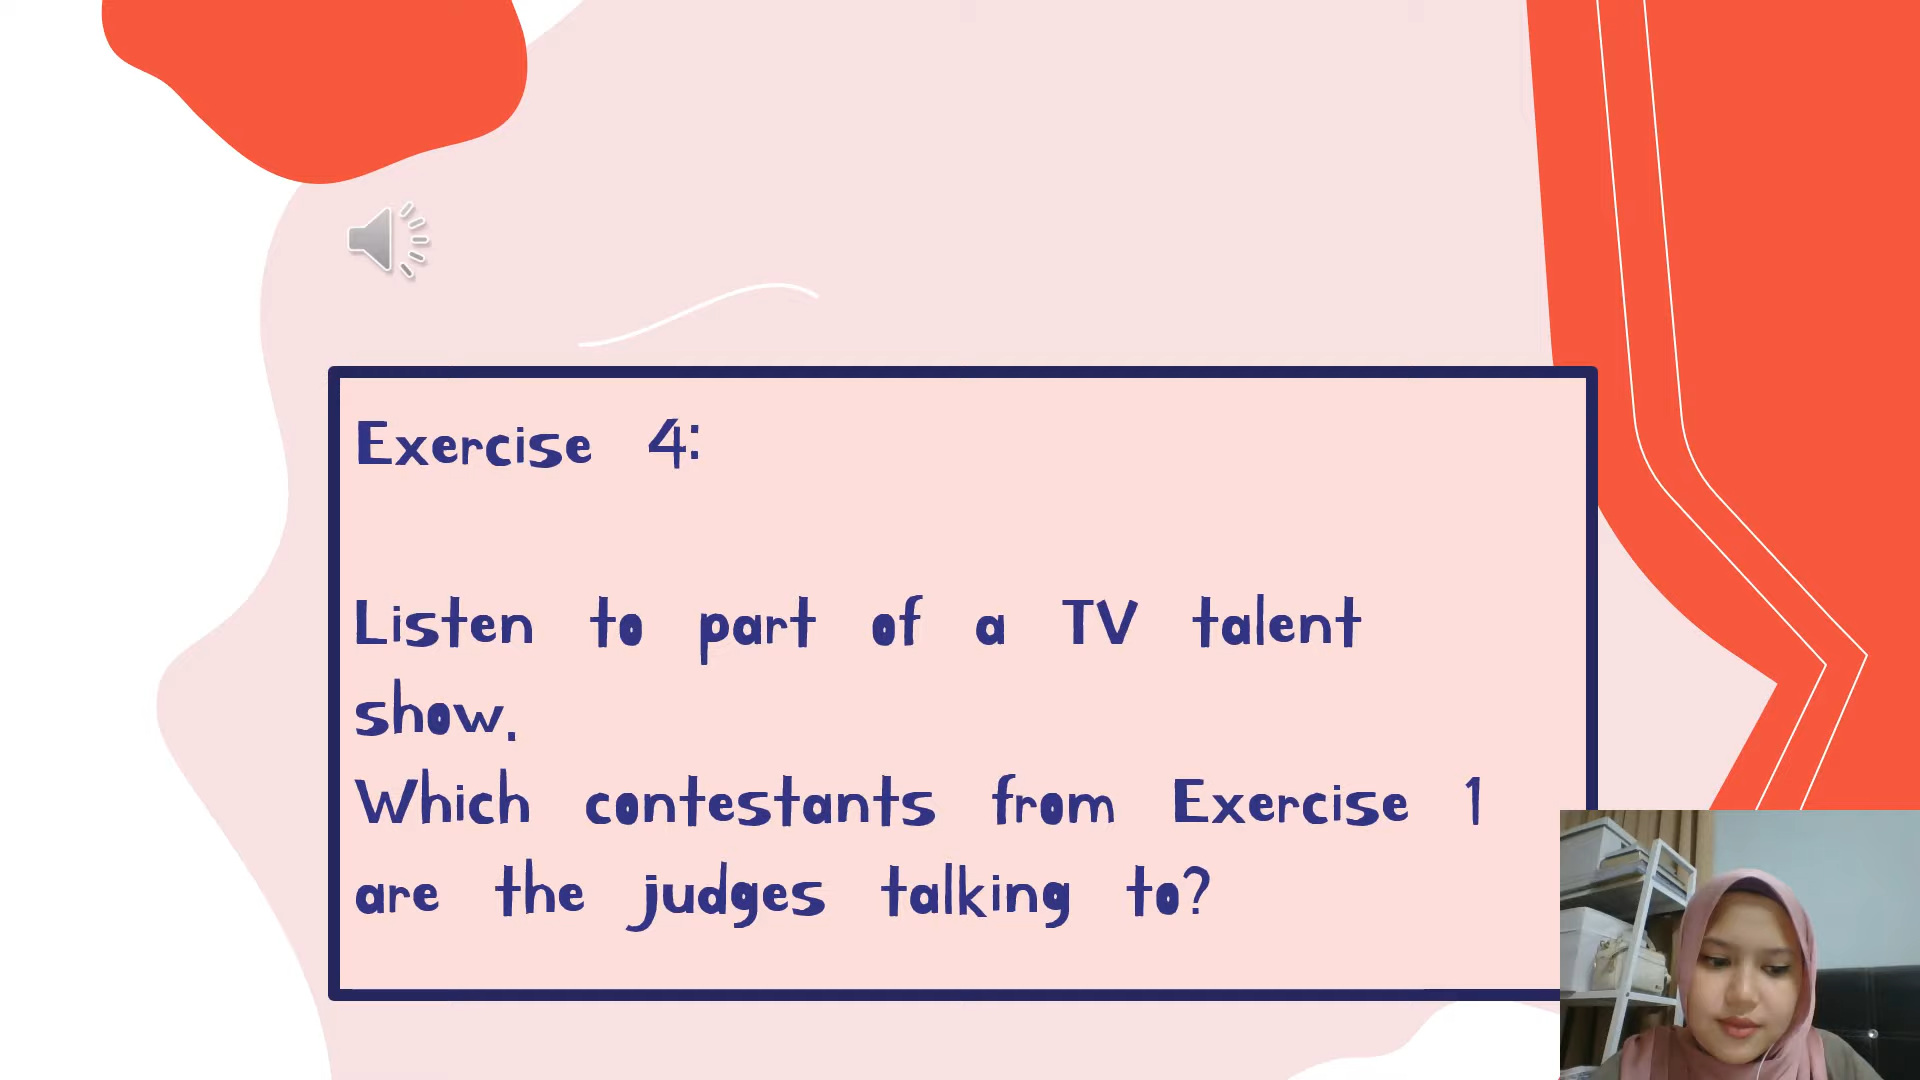 Exercise 4:
Listen to part of a TV talent
show.
Which contestants from Exercise 1
are the judges talking to?